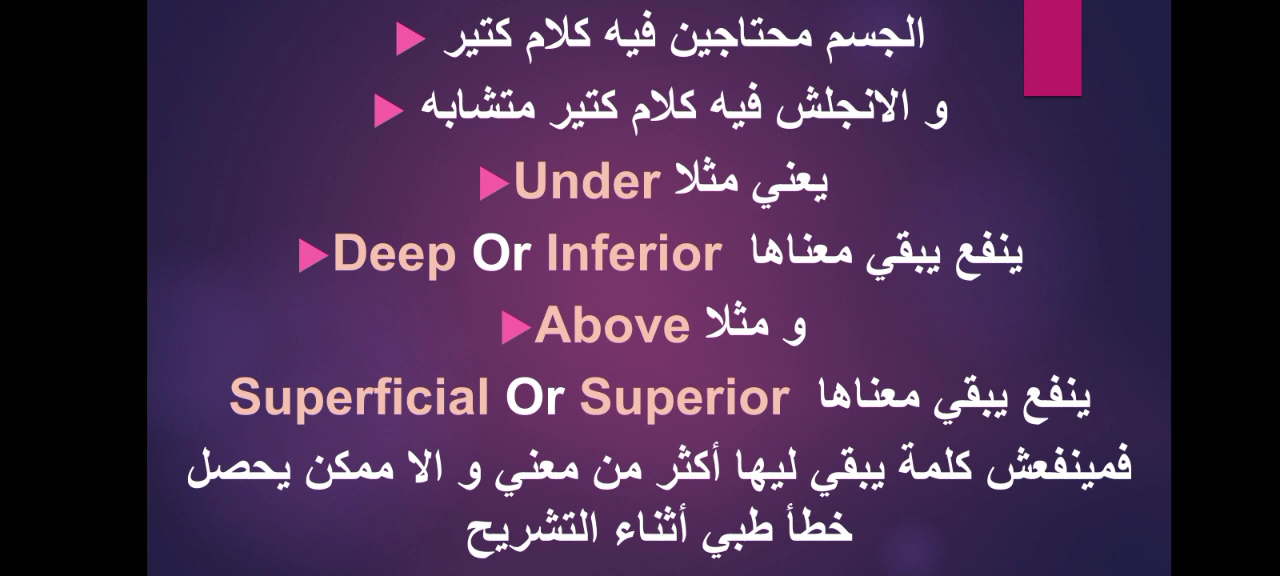 الجسم محتاجين فيه كلام كتير
و الانجلش فيه كلام كتير متشابه
يعني مثلا Under
ينفع يبقي معناها Deep Or Inferior
و مثلا Above
ينفع يبقي معناها Superficial Or Superior
فمينفعش كلمة يبقي ليها أكثر من معني و الا ممكن يحصل
خطأ طبي أثناء التشريح